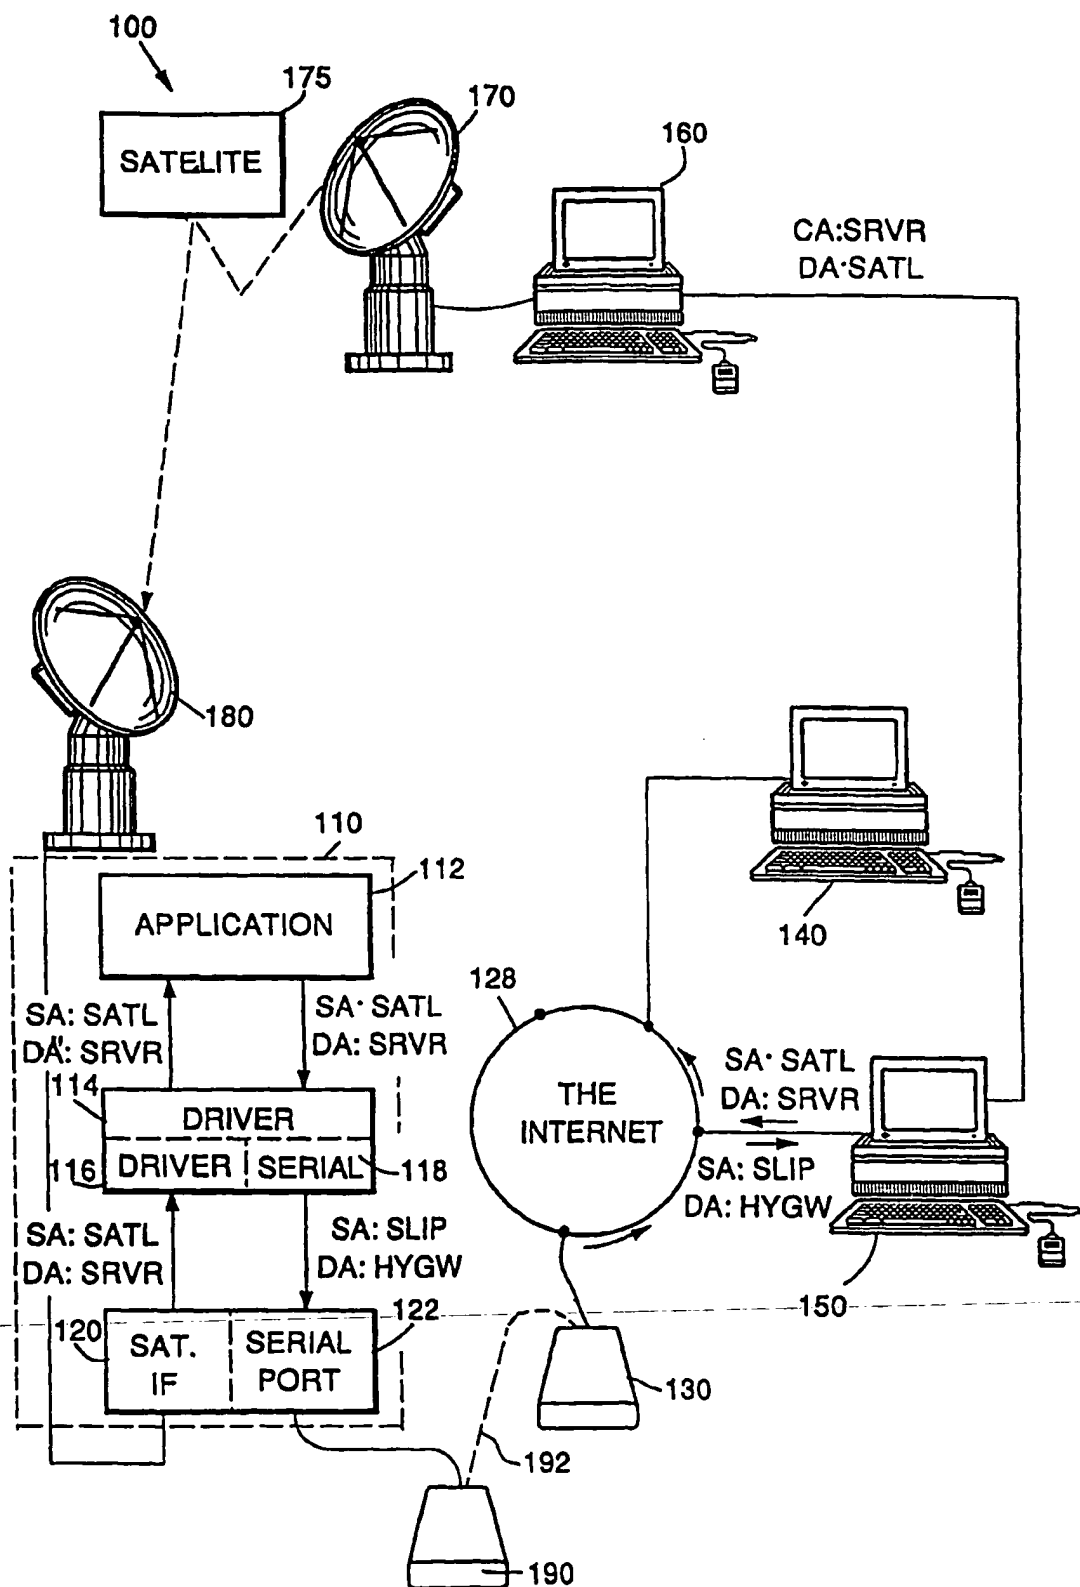 100
175
170
SATELITE
160
CA:SRVR
DA·SATL
180
110
112
APPLICATION
140
128
SA: SATL
DA": SRVR
SA· SATL
DA: SRVR
THE
INTERNET
SA· SATL
DA: SRVR
114
DRIVER
116
DRIVER
SERIAL
118
SA: SLIP
DA: HYGW
SA: SATL
DA: SRVR
SA: SLIP
DA: HYGW
150
120
122
SAT.
IF
SERIAL
PORT
130
192
190